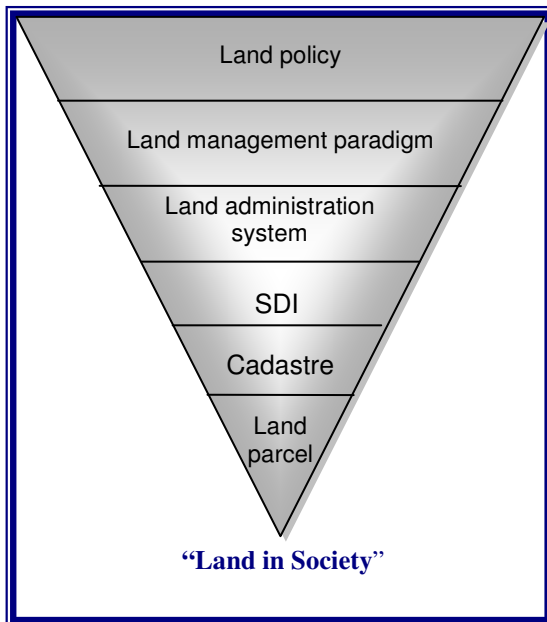 Land policy
Land management paradigm
Land administration
system
SDI
Cadastre
Land
parcel
“Land in Society”